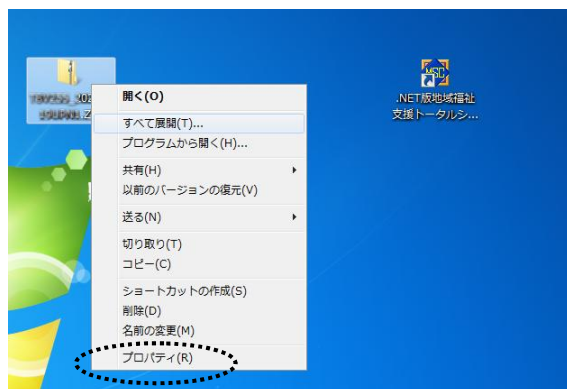 開く(O)
すべて展開(T)...
プログラムから開く(H)...
共有(H)
以前のバージョンの復元(V)
送る(N)
切り取り(T)
コピー(C)
ショートカットの作成(S)
削除(D)
名前の変更(M)
プロパティ(R)
MSC
.NET版地域福祉
支援トータルシ...